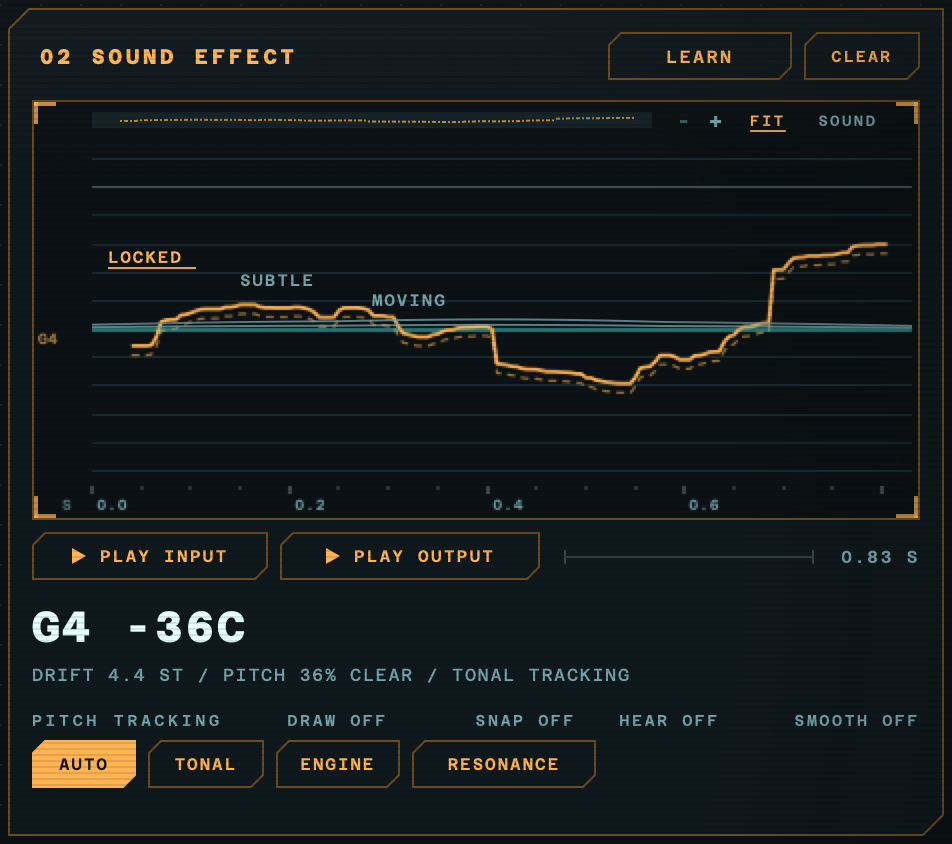 02 SOUND EFFECT
LEARN
CLEAR
- + FIT SOUND
LOCKED
SUBTLE
MOVING
G4
S 0.0 0.2 0.4 0.6
PLAY INPUT
PLAY OUTPUT
0.83 S
G4 -36C
DRIFT 4.4 ST / PITCH 36% CLEAR / TONAL TRACKING
PITCH TRACKING DRAW OFF SNAP OFF HEAR OFF SMOOTH OFF
AUTO TONAL ENGINE RESONANCE